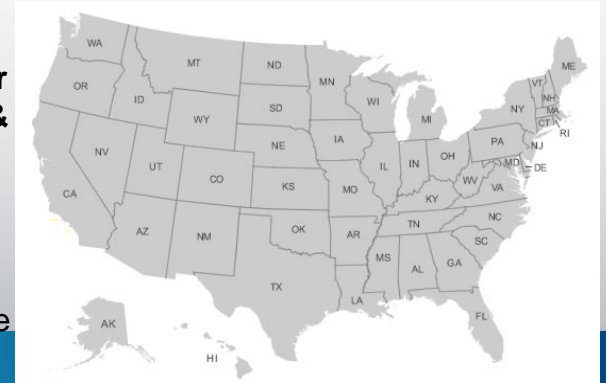 r
&
e
WA
MT
ND
MN
ME
OR
ID
SD
WI
MI
VT
NH
NY
MA
CT
RI
WY
NE
IA
PA
NJ
NV
UT
CO
KS
MO
IL
IN
OH
WV
MD
DE
VA
KY
CA
AZ
NM
OK
AR
TN
NC
SC
TX
LA
MS
AL
GA
FL
AK
HI